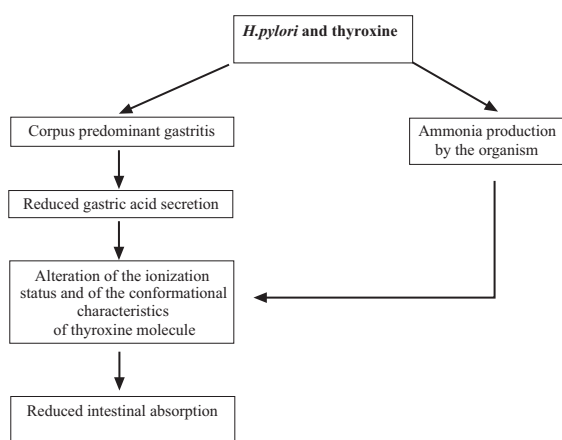 H.pylori and thyroxine
Corpus predominant gastritis
Ammonia production
by the organism
Reduced gastric acid secretion
Alteration of the ionization
status and of the conformational
characteristics
of thyroxine molecule
Reduced intestinal absorption